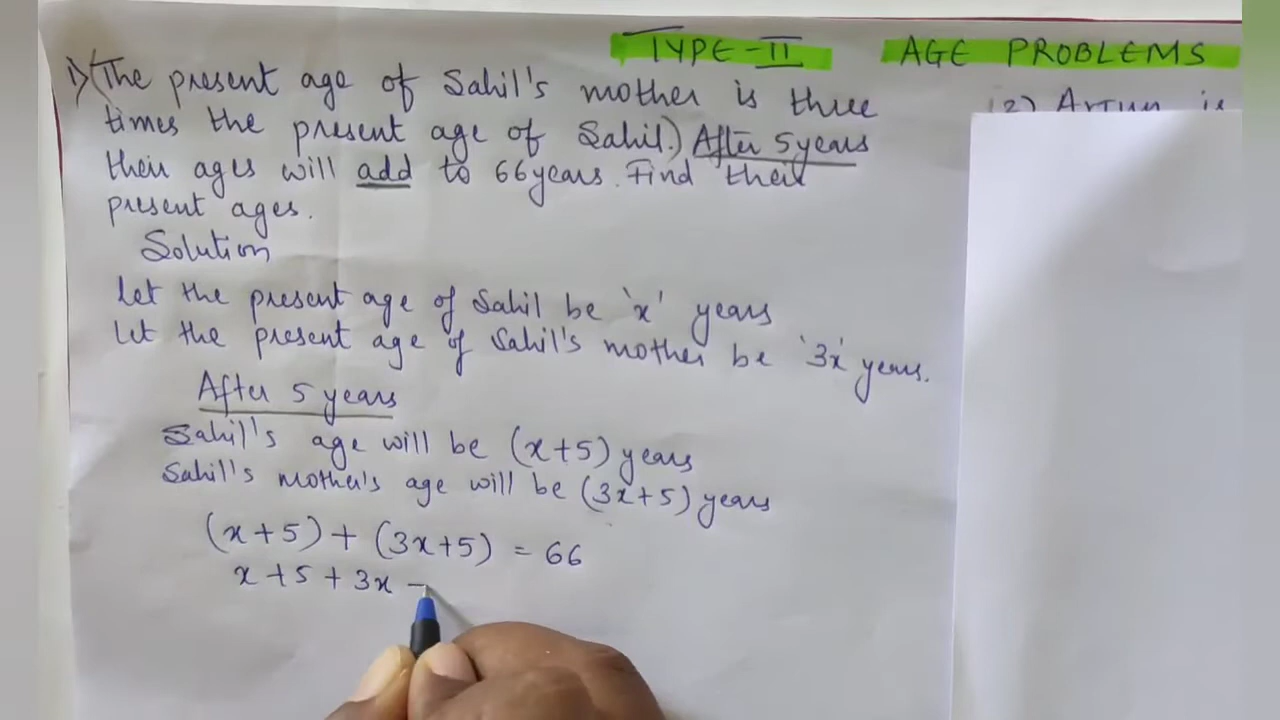 TYPE-II AGE PROBLEMS
1) (The present age of Sahil's mother is three
times the present age of Sahil.) After 5 years
their ages will add to 66 years. Find their
present ages.
Solution
Let the present age of Sahil be 'x' years
Let the present age of Sahil's mother be '3x' years.
After 5 years
Sahil's age will be (x+5) years
Sahil's mother's age will be (3x+5) years
(x+5) + (3x+5) = 66
x + 5 + 3x -
2)
is